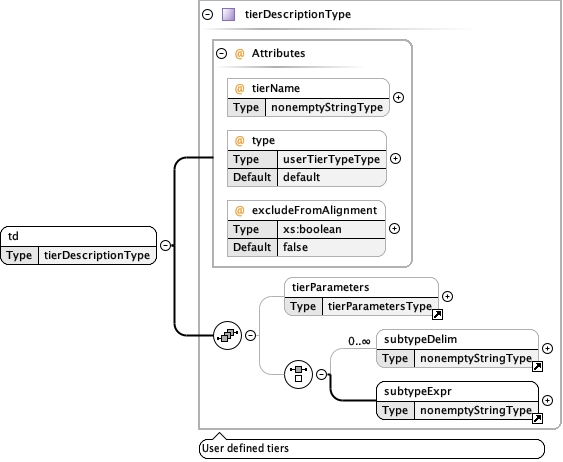 tierDescriptionType
@ Attributes
@ tierName
Type nonemptyStringType
@ type
Type userTierTypeType
Default default
@ excludeFromAlignment
Type xs:boolean
Default false
td
Type tierDescriptionType
tierParameters
Type tierParametersType
0..∞
subtypeDelim
Type nonemptyStringType
subtypeExpr
Type nonemptyStringType
User defined tiers